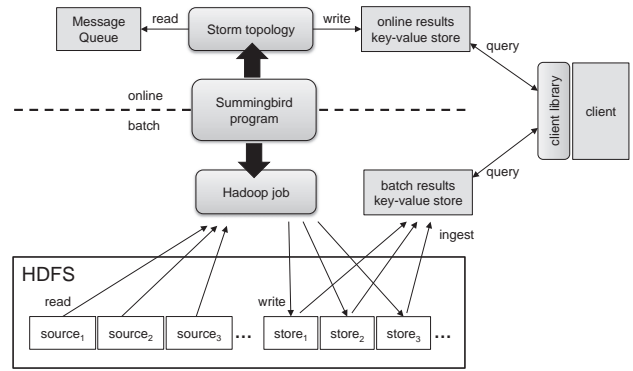 Message
Queue
read
Storm topology
write
online results
key-value store
query
online
batch
Summingbird
program
client library
client
Hadoop job
batch results
key-value store
query
ingest
HDFS
read
write
source1
source2
source3
...
store1
store2
store3
...